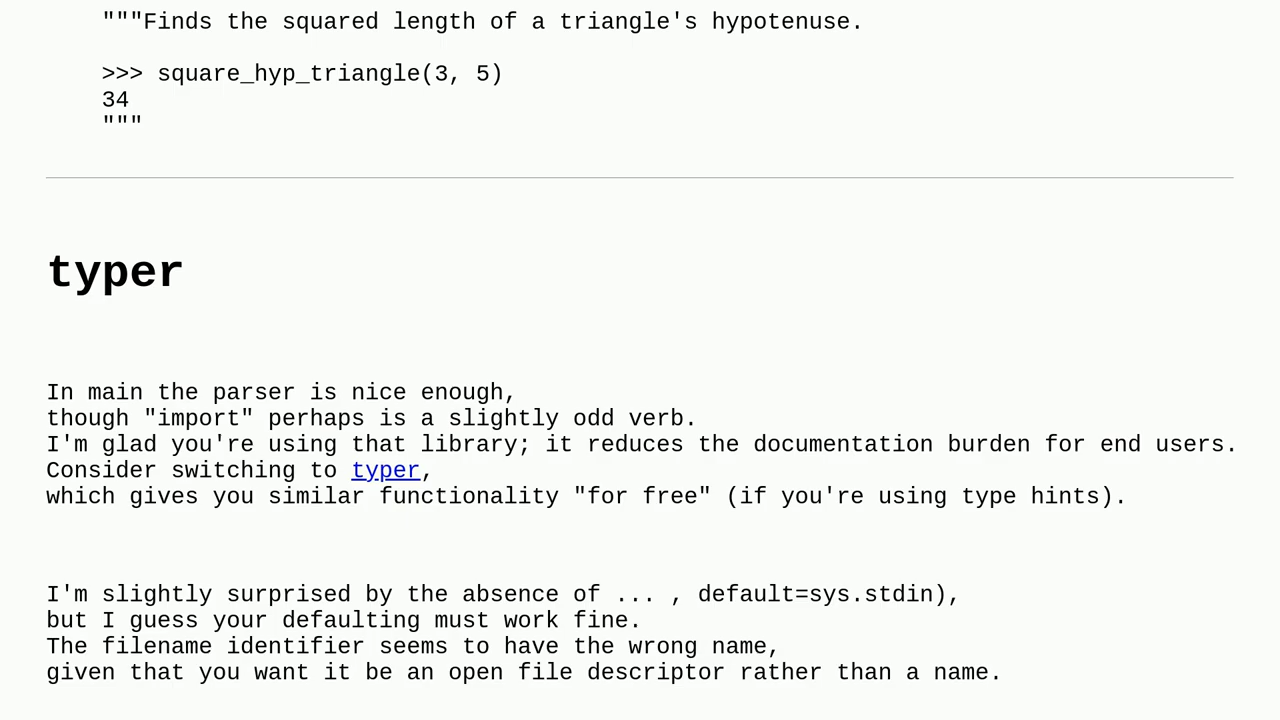 """Finds the squared length of a triangle's hypotenuse.
>>> square_hyp_triangle(3, 5)
34
"""
typer
In main the parser is nice enough,
though "import" perhaps is a slightly odd verb.
I'm glad you're using that library; it reduces the documentation burden for end users.
Consider switching to typer,
which gives you similar functionality "for free" (if you're using type hints).
I'm slightly surprised by the absence of ... , default=sys.stdin),
but I guess your defaulting must work fine.
The filename identifier seems to have the wrong name,
given that you want it be an open file descriptor rather than a name.